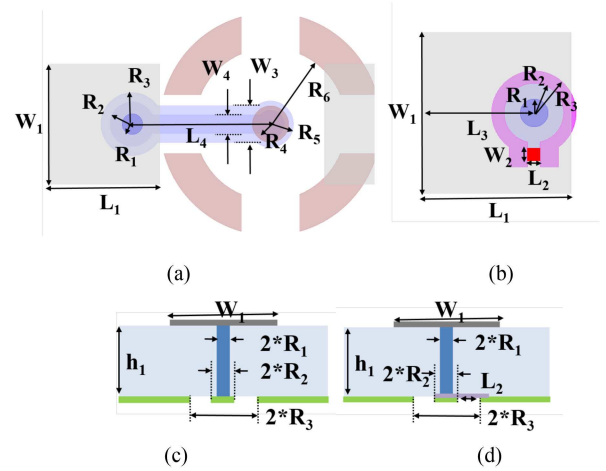 (a)
W₁
R₃
R₂
R₁
L₁
W₄
W₃
L₄
R₆
R₄
R₅
(b)
W₁
R₁
R₂
R₃
L₃
W₂
L₂
L₁
(a)
(b)
W₁
h₁
2*R₁
2*R₂
2*R₃
W₁
h₁
2*R₁
2*R₂
L₂
2*R₃
(c)
(d)